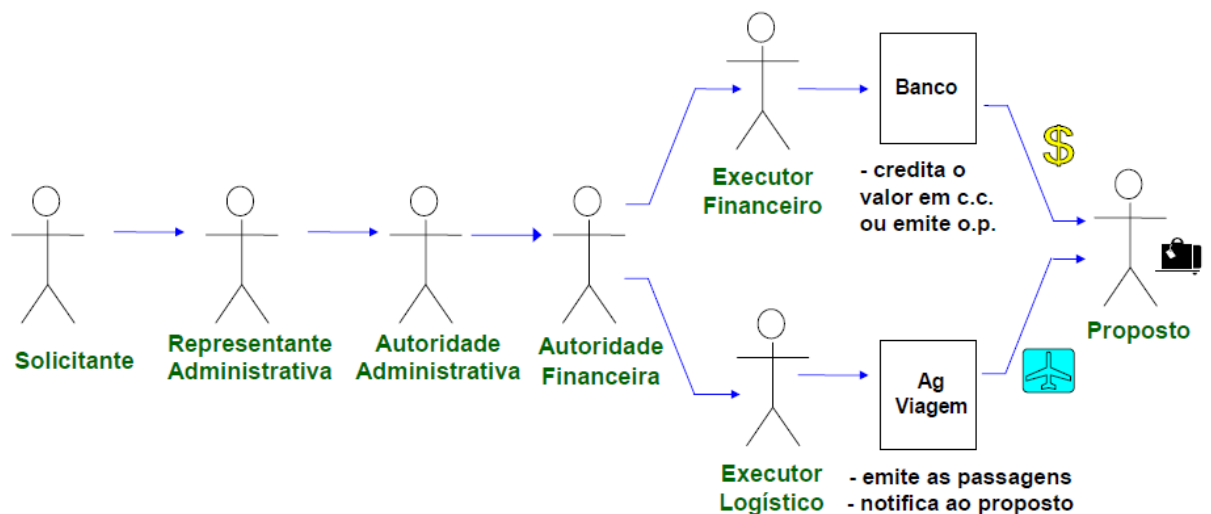 Solicitante
Representante
Administrativa
Autoridade
Administrativa
Autoridade
Financeira
Executor
Financeiro
Banco
- credita o
valor em c.c.
ou emite o.p.
$
Executor
Logístico
Ag
Viagem
- emite as passagens
- notifica ao proposto
Proposto